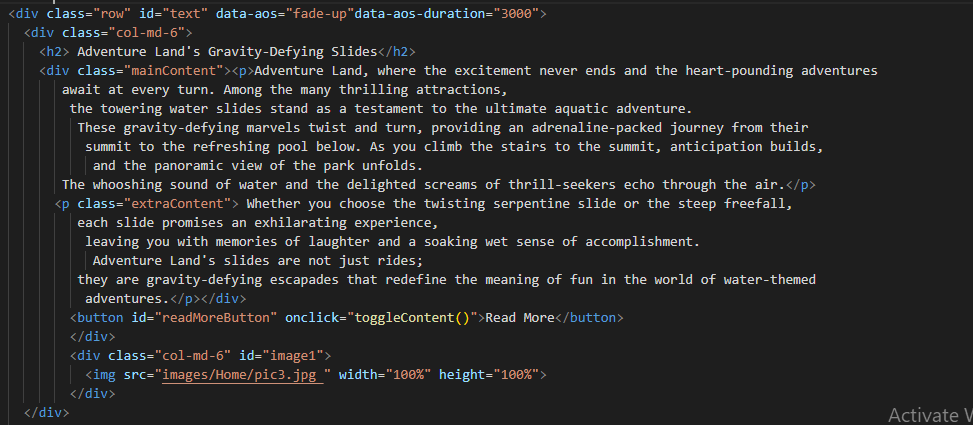 <div class="row" id="text" data-aos="fade-up"data-aos-duration="3000">
<div class="col-md-6">
<h2> Adventure Land's Gravity-Defying Slides</h2>
<div class="mainContent"><p>Adventure Land, where the excitement never ends and the heart-pounding adventures
await at every turn. Among the many thrilling attractions,
the towering water slides stand as a testament to the ultimate aquatic adventure.
These gravity-defying marvels twist and turn, providing an adrenaline-packed journey from their
summit to the refreshing pool below. As you climb the stairs to the summit, anticipation builds,
and the panoramic view of the park unfolds.
The whooshing sound of water and the delighted screams of thrill-seekers echo through the air.</p>
<p class="extraContent"> Whether you choose the twisting serpentine slide or the steep freefall,
each slide promises an exhilarating experience,
leaving you with memories of laughter and a soaking wet sense of accomplishment.
Adventure Land's slides are not just rides;
they are gravity-defying escapades that redefine the meaning of fun in the world of water-themed
adventures.</p></div>
<button id="readMoreButton" onclick="toggleContent()">Read More</button>
</div>
<div class="col-md-6" id="image1">
<img src="images/Home/pic3.jpg " width="100%" height="100%">
</div>
</div>
Activate